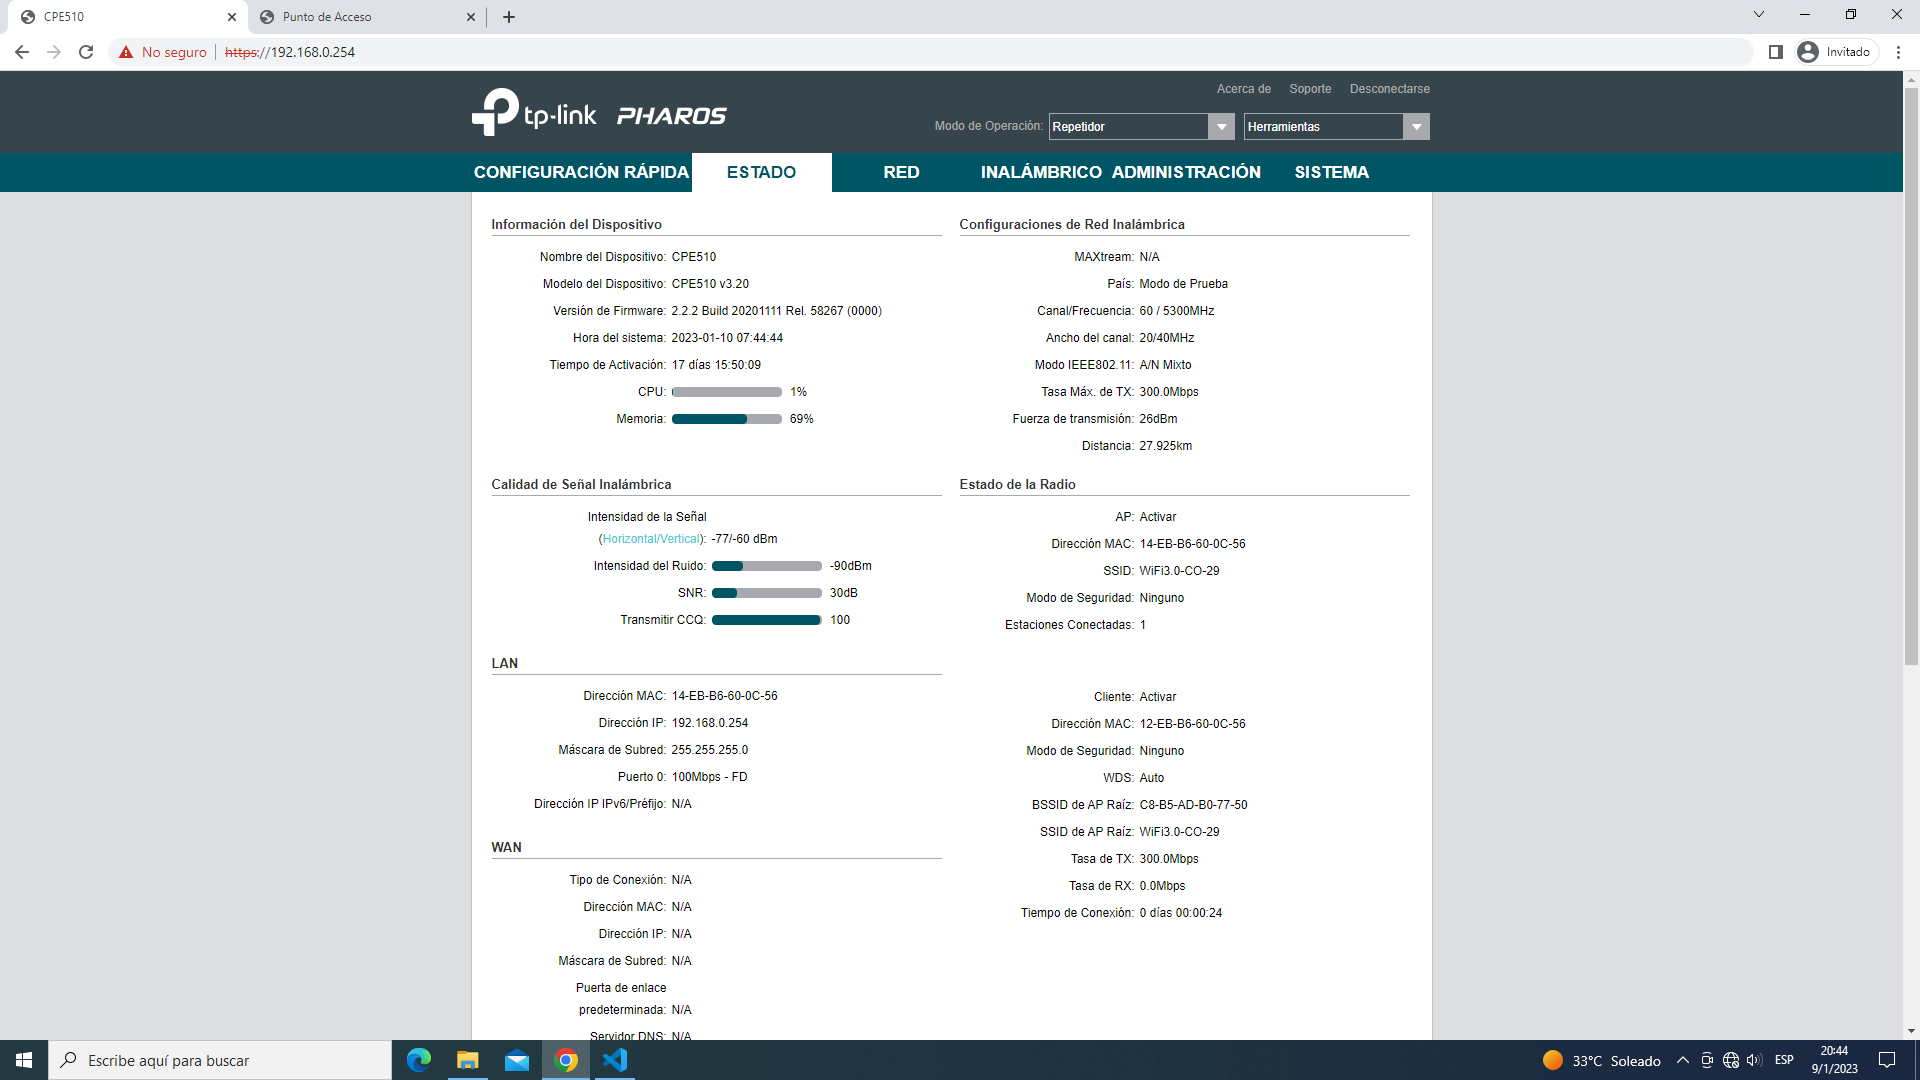 CPE510
Punto de Acceso
No seguro
https://192.168.0.254
Invitado
Acerca de
Soporte
Desconectarse
tp-link PHAROS
Modo de Operación:
Repetidor
Herramientas
CONFIGURACIÓN RÁPIDA
ESTADO
RED
INALÁMBRICO
ADMINISTRACIÓN
SISTEMA
Información del Dispositivo
Nombre del Dispositivo: CPE510
Modelo del Dispositivo: CPE510 v3.20
Versión de Firmware: 2.2.2 Build 20201111 Rel. 58267 (0000)
Hora del sistema: 2023-01-10 07:44:44
Tiempo de Activación: 17 días 15:50:09
CPU: 1%
Memoria: 69%
Configuraciones de Red Inalámbrica
MAXtream: N/A
País: Modo de Prueba
Canal/Frecuencia: 60 / 5300MHz
Ancho del canal: 20/40MHz
Modo IEEE802.11: A/N Mixto
Tasa Máx. de TX: 300.0Mbps
Fuerza de transmisión: 26dBm
Distancia: 27.925km
Calidad de Señal Inalámbrica
Intensidad de la Señal
(Horizontal/Vertical): -77/-60 dBm
Intensidad del Ruido: -90dBm
SNR: 30dB
Transmitir CCQ: 100
Estado de la Radio
AP: Activar
Dirección MAC: 14-EB-B6-60-0C-56
SSID: WiFi3.0-CO-29
Modo de Seguridad: Ninguno
Estaciones Conectadas: 1
LAN
Dirección MAC: 14-EB-B6-60-0C-56
Dirección IP: 192.168.0.254
Máscara de Subred: 255.255.255.0
Puerto 0: 100Mbps - FD
Dirección IP IPv6/Préfijo: N/A
Cliente: Activar
Dirección MAC: 12-EB-B6-60-0C-56
Modo de Seguridad: Ninguno
WDS: Auto
BSSID de AP Raíz: C8-B5-AD-B0-77-50
SSID de AP Raíz: WiFi3.0-CO-29
Tasa de TX: 300.0Mbps
Tasa de RX: 0.0Mbps
Tiempo de Conexión: 0 días 00:00:24
WAN
Tipo de Conexión: N/A
Dirección MAC: N/A
Dirección IP: N/A
Máscara de Subred: N/A
Puerta de enlace
predeterminada: N/A
Servidor DNS: N/A
Escribe aquí para buscar
33°C Soleado
ESP
20:44
9/1/2023